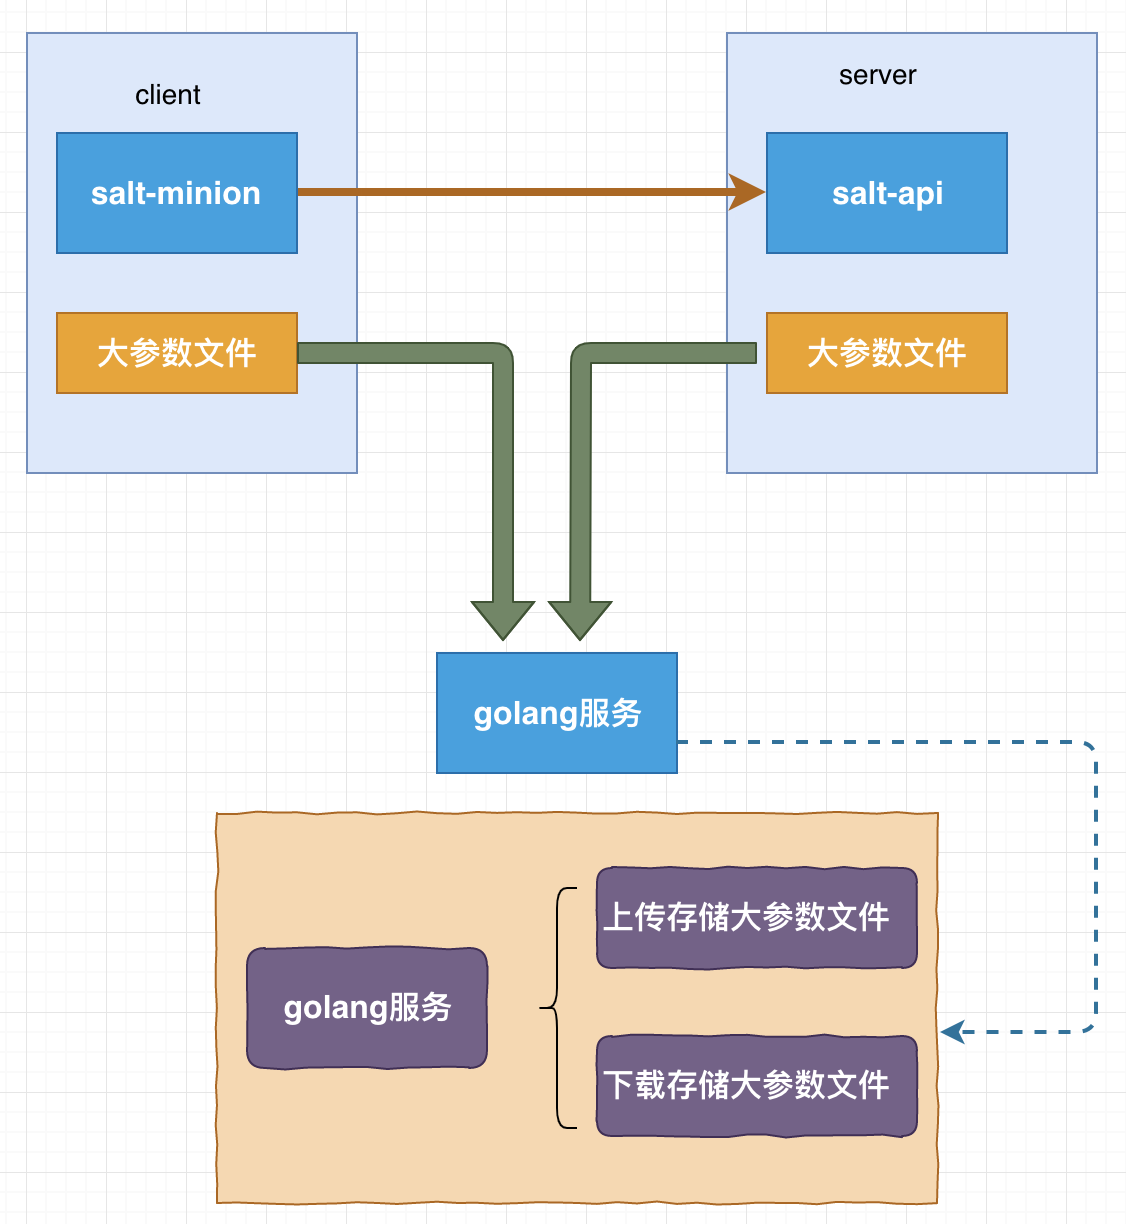 client
server
salt-minion
salt-api
大参数文件
大参数文件
golang服务
上传存储大参数文件
golang服务
下载存储大参数文件